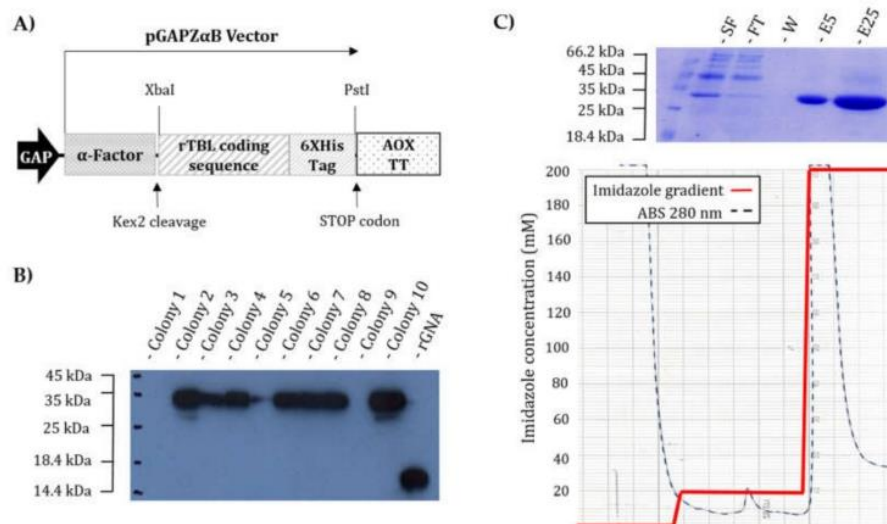 A)
pGAPZαB Vector
XbaI
PstI
GAP
α-Factor
rTBL coding
sequence
6XHis
Tag
AOX
TT
Kex2 cleavage
STOP codon
B)
- Colony 1
- Colony 2
- Colony 3
- Colony 4
- Colony 5
- Colony 6
- Colony 7
- Colony 8
- Colony 9
- Colony 10
- rGNA
45 kDa
35 kDa
25 kDa
18.4 kDa
14.4 kDa
C)
- SF
- FT
- W
- E5
- E25
66.2 kDa
45 kDa
35 kDa
25 kDa
18.4 kDa
Imidazole concentration (mM)
200
180
160
140
120
100
80
60
40
20
Imidazole gradient
ABS 280 nm